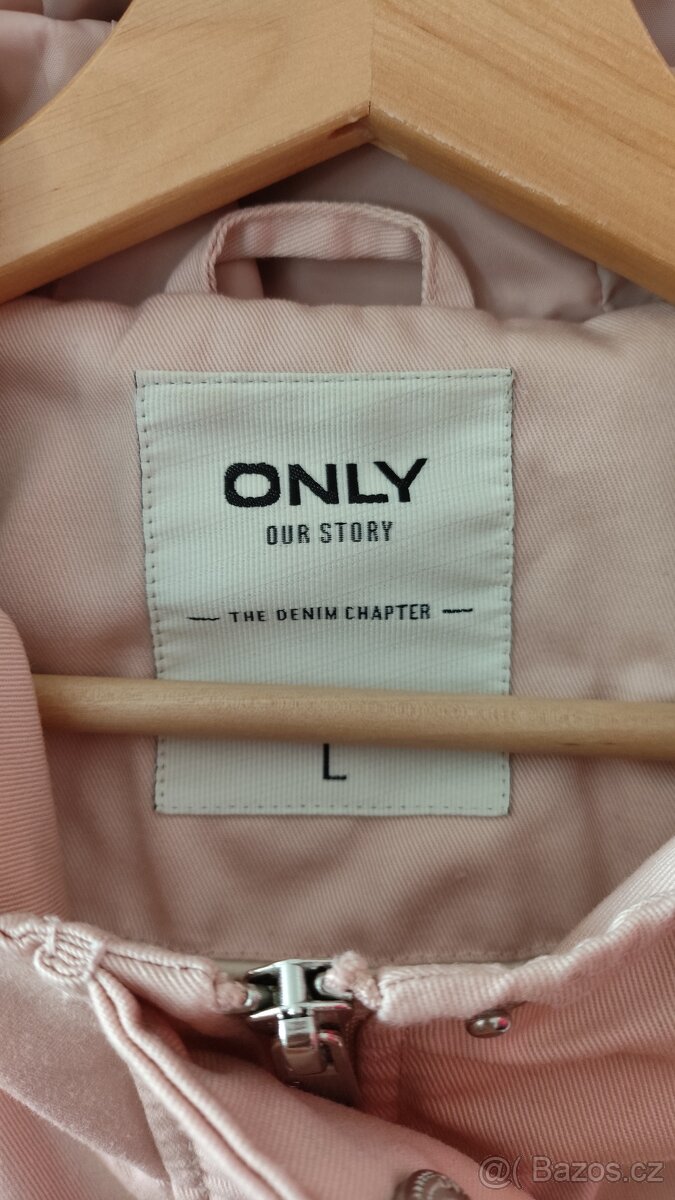 ONLY
OUR STORY
THE DENIM CHAPTER
L
@( Bazos.cz